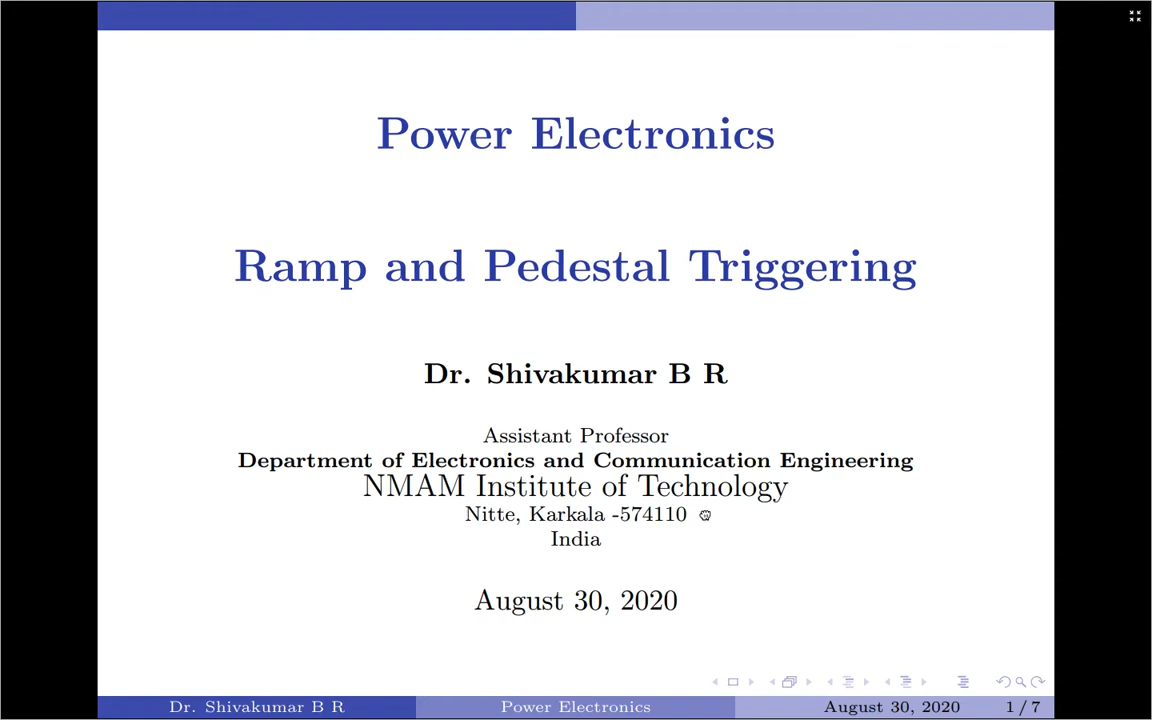 Power Electronics
Ramp and Pedestal Triggering
Dr. Shivakumar B R
Assistant Professor
Department of Electronics and Communication Engineering
NMAM Institute of Technology
Nitte, Karkala -574110
India
August 30, 2020
Dr. Shivakumar B R Power Electronics August 30, 2020 1 / 7